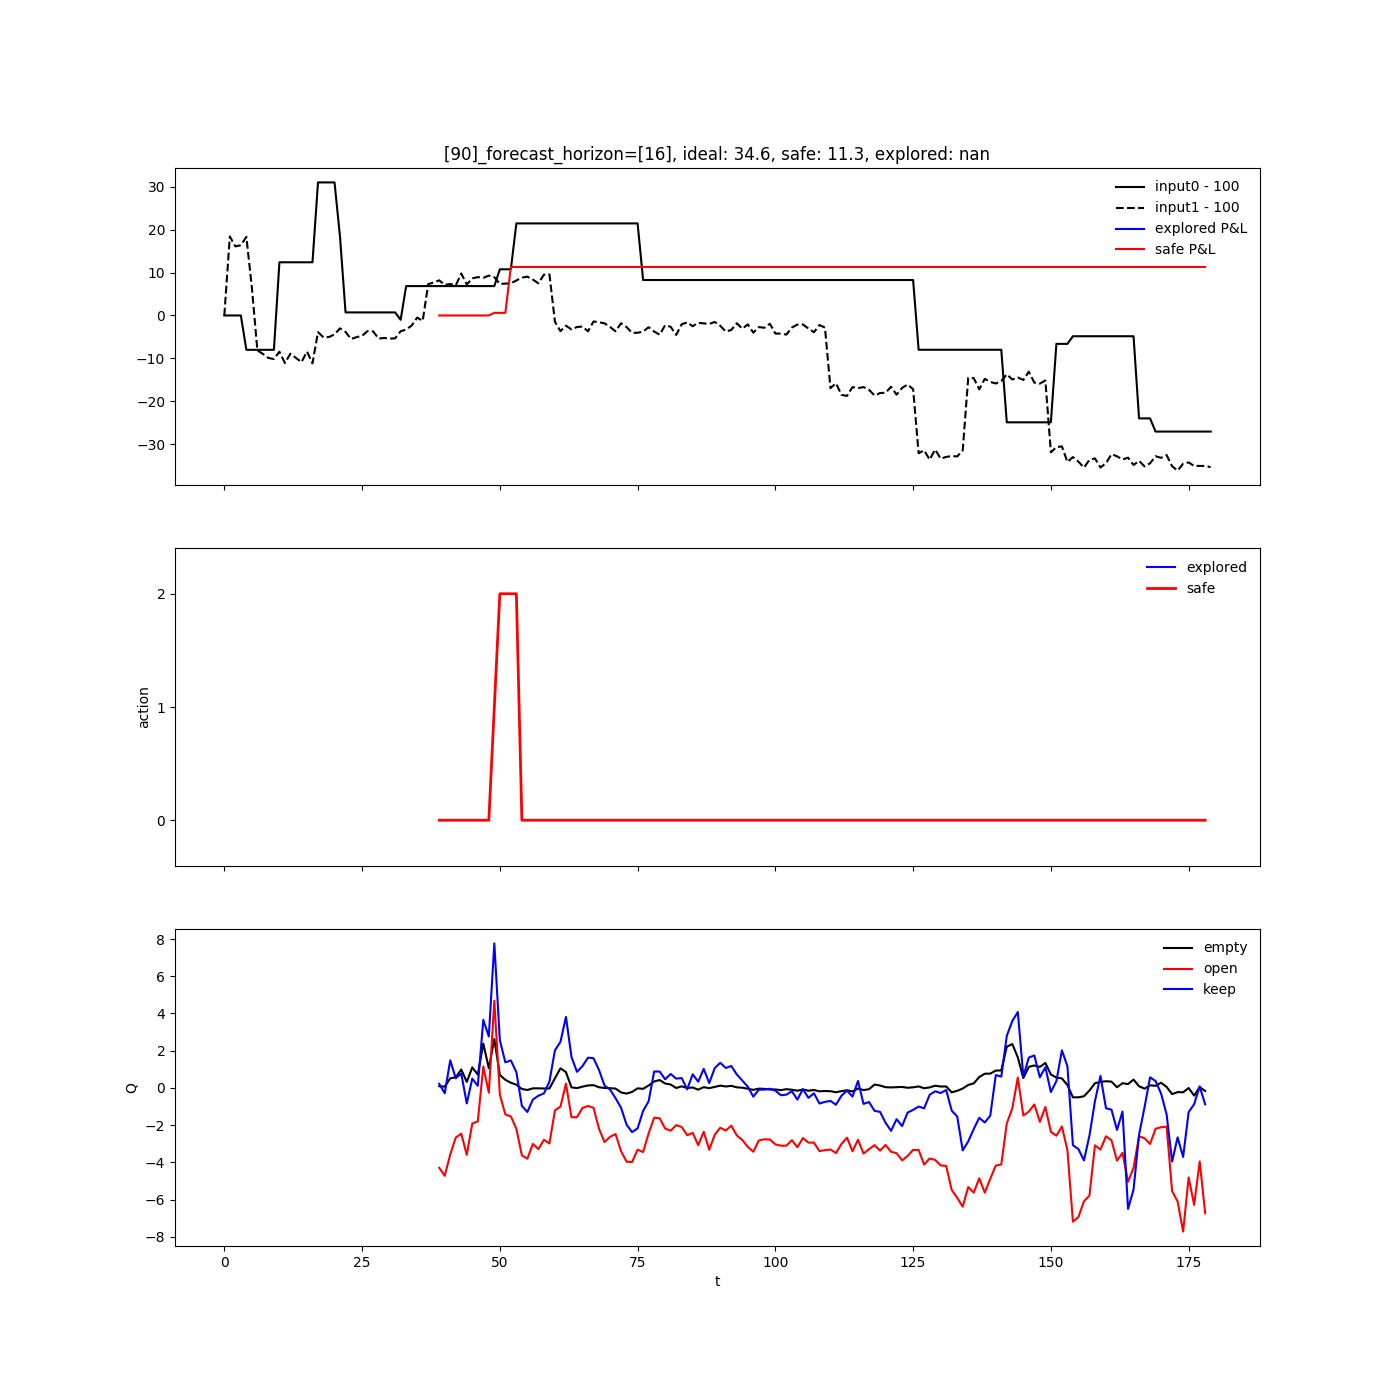 [90]_forecast_horizon=[16], ideal: 34.6, safe: 11.3, explored: nan
30
20
10
0
−10
−20
−30
input0 - 100
input1 - 100
explored P&L
safe P&L
action
2
1
0
explored
safe
Q
8
6
4
2
0
−2
−4
−6
−8
empty
open
keep
0 25 50 75 100 125 150 175
t